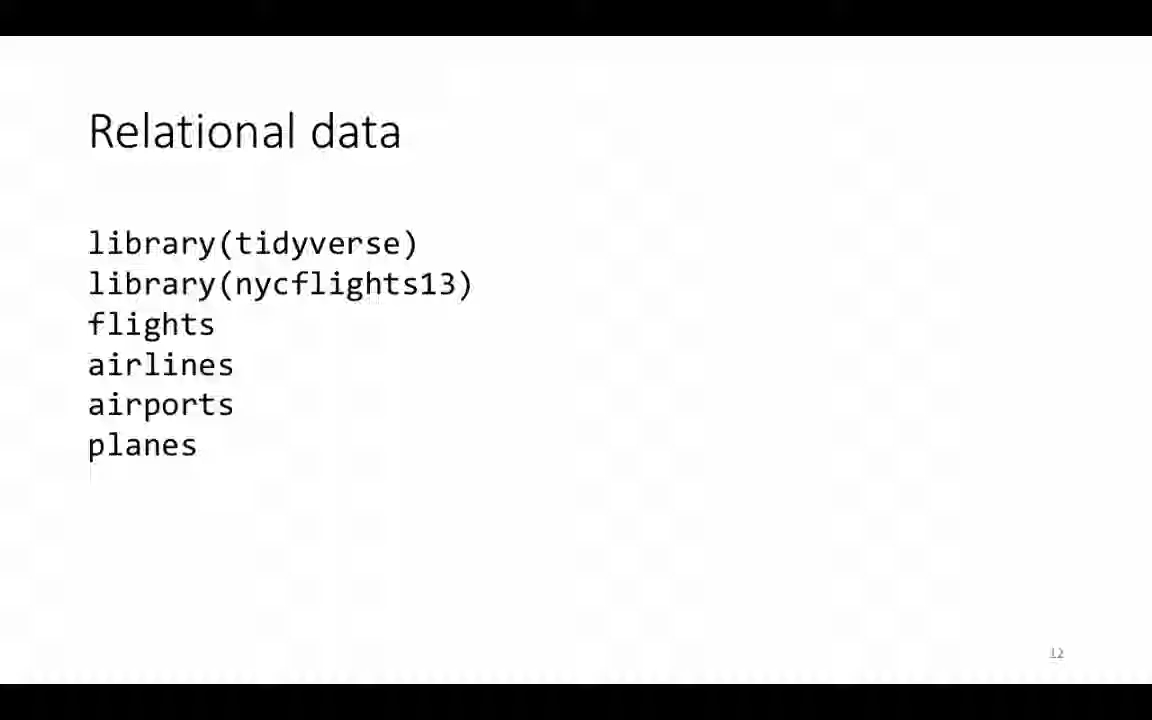 Relational data
library(tidyverse)
library(nycflights13)
flights
airlines
airports
planes
12